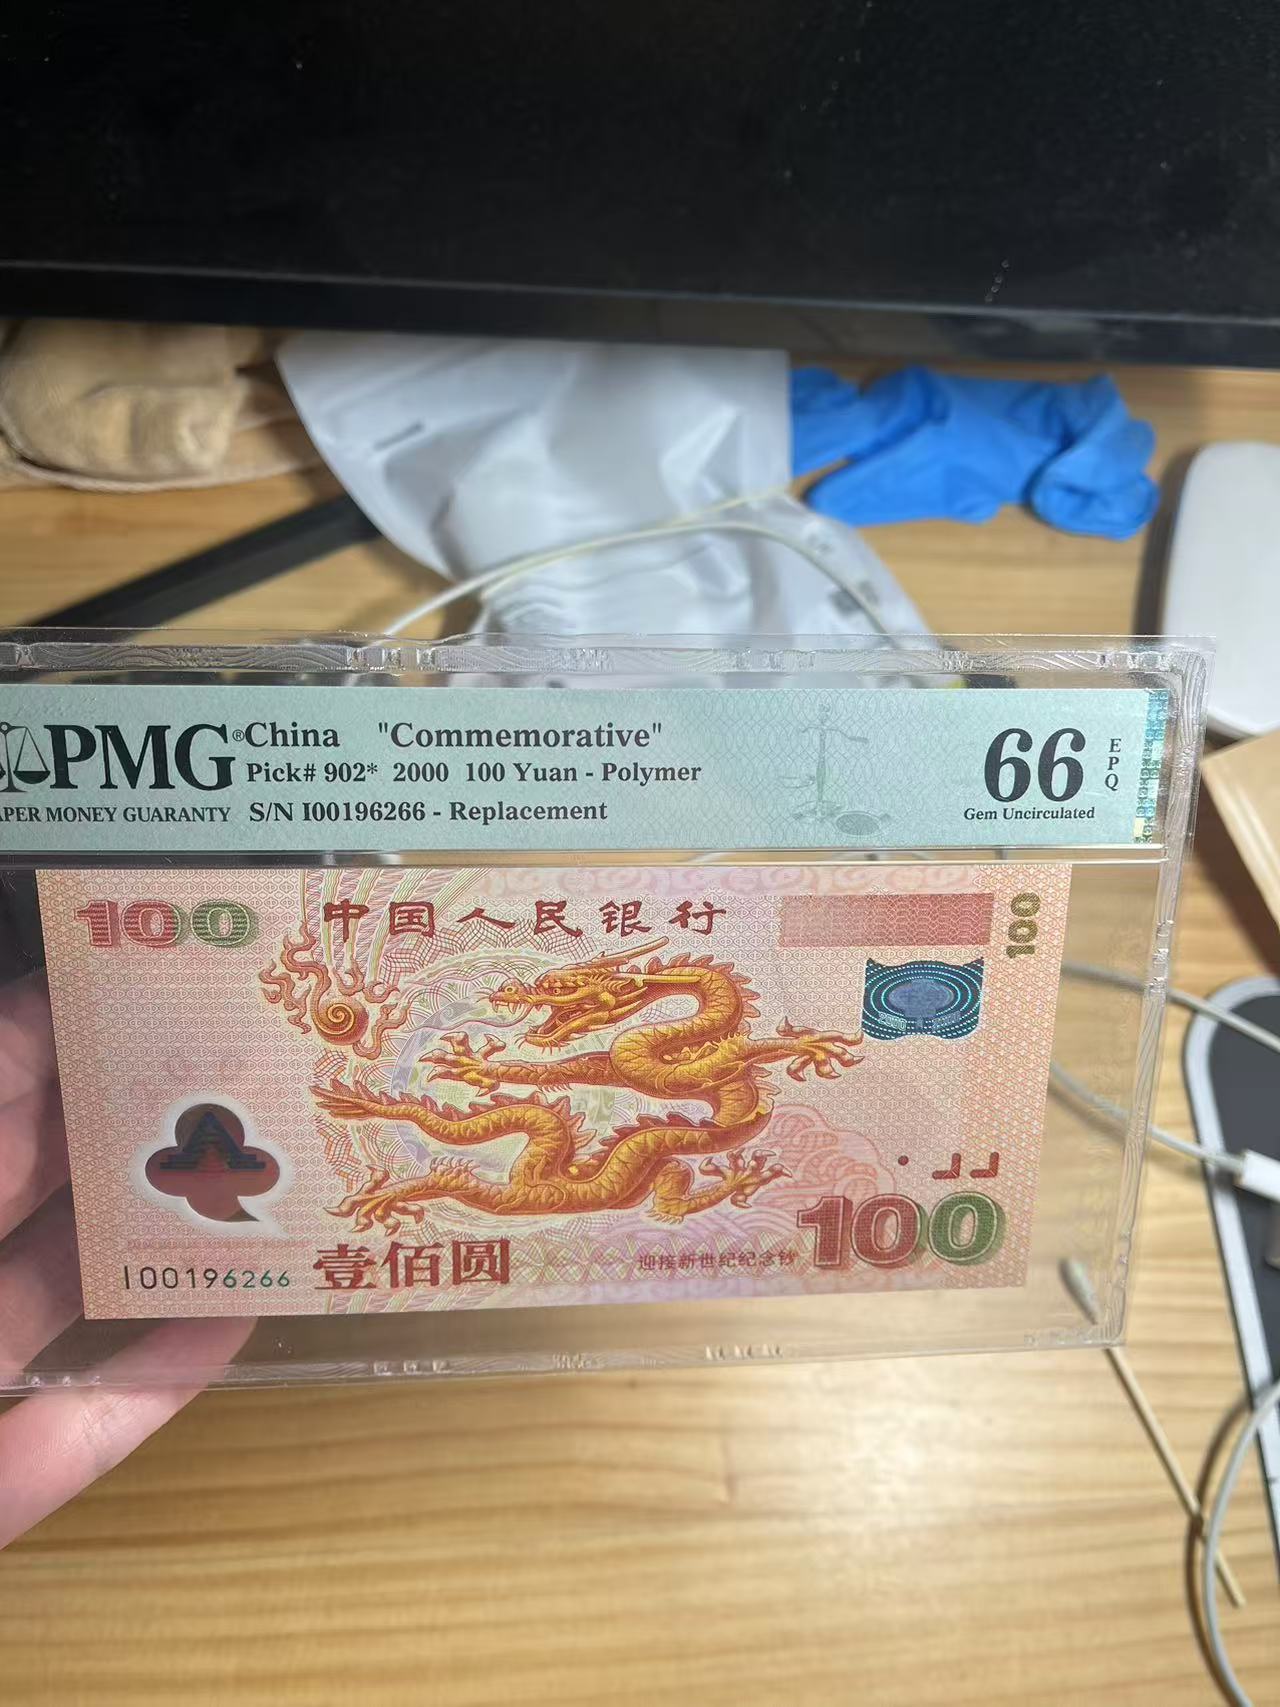 PMG® China "Commemorative"
Pick# 902* 2000 100 Yuan - Polymer
PAPER MONEY GUARANTY S/N I00196266 - Replacement
66 EPQ
Gem Uncirculated
100 中国人民银行 100
100
I00196266 壹佰圆 迎接新世纪纪念钞